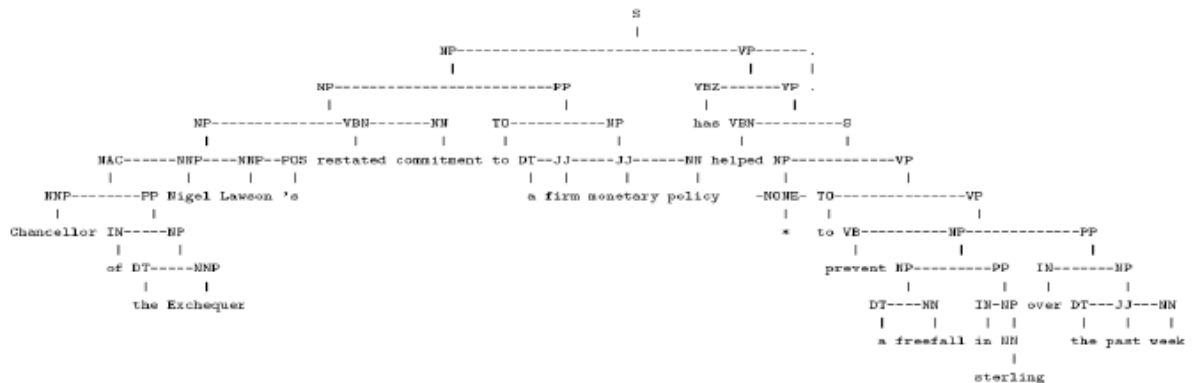 S
NP VP .
NP PP VBZ VP .
NP VBN NN TO NP has VBN S
NAC NNP NNP POS restated commitment to DT JJ JJ NN helped NP VP
NNP PP Nigel Lawson 's a firm monetary policy -NONE- TO VP
Chancellor IN NP * to VB NP PP
of DT NNP prevent NP PP IN NP
the Exchequer DT NN IN NP over DT JJ NN
a freefall in NN the past week
sterling